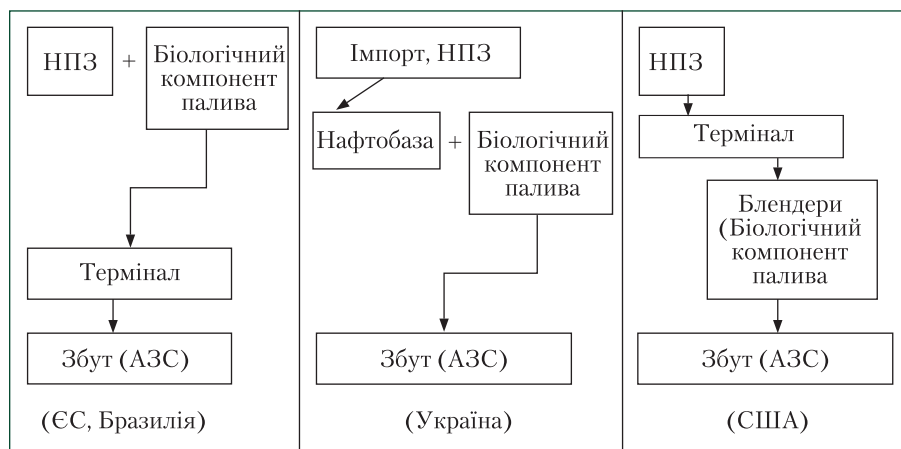 НПЗ
+
Біологічний
компонент
палива
Термінал
Збут (АЗС)
(ЄС, Бразилія)
Імпорт, НПЗ
Нафтобаза
+
Біологічний
компонент
палива
Збут (АЗС)
(Україна)
НПЗ
Термінал
Блендери
(Біологічний
компонент
палива
Збут (АЗС)
(США)